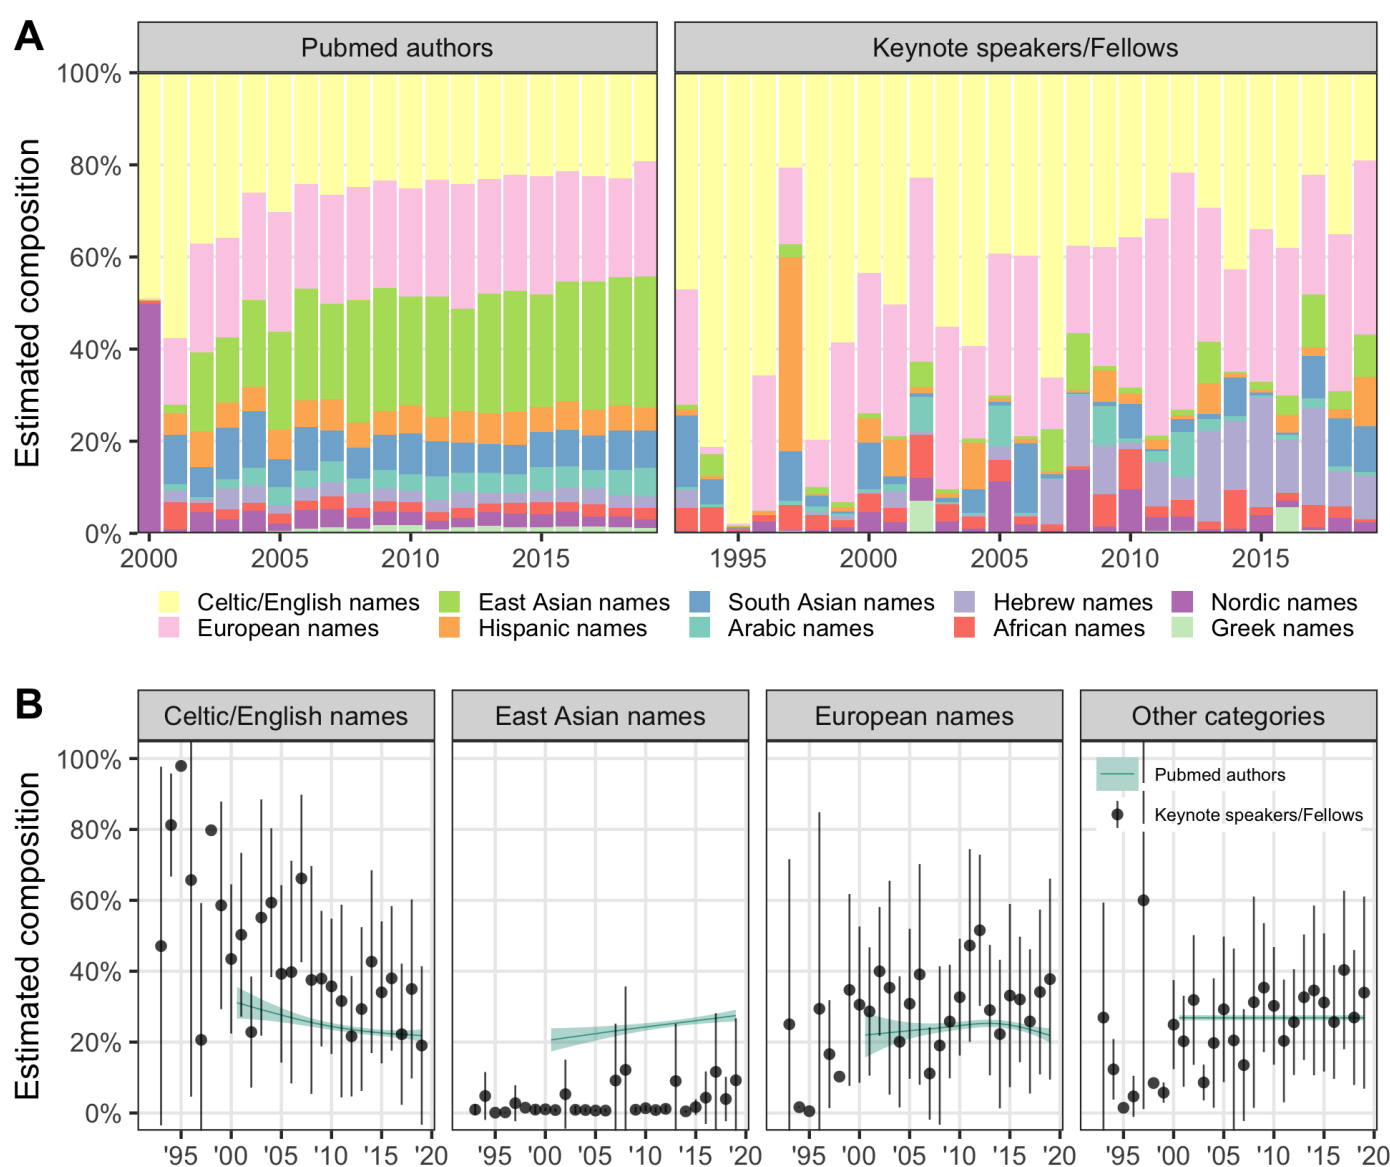 A
Pubmed authors
Keynote speakers/Fellows
Estimated composition
100%
80%
60%
40%
20%
0%
2000
2005
2010
2015
1995
2000
2005
2010
2015
Celtic/English names
East Asian names
South Asian names
Hebrew names
Nordic names
European names
Hispanic names
Arabic names
African names
Greek names
B
Celtic/English names
East Asian names
European names
Other categories
Estimated composition
100%
80%
60%
40%
20%
0%
Pubmed authors
Keynote speakers/Fellows
'95 '00 '05 '10 '15 '20
'95 '00 '05 '10 '15 '20
'95 '00 '05 '10 '15 '20
'95 '00 '05 '10 '15 '20